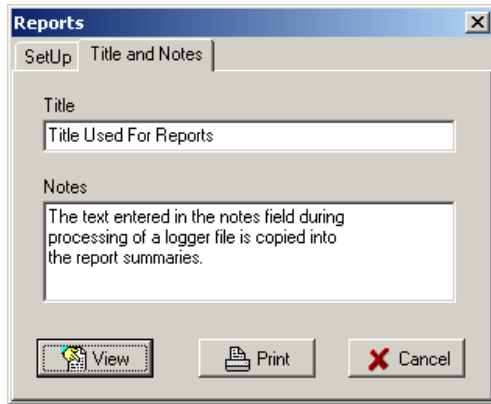 Reports
SetUp Title and Notes
Title
Title Used For Reports
Notes
The text entered in the notes field during
processing of a logger file is copied into
the report summaries.
View Print Cancel